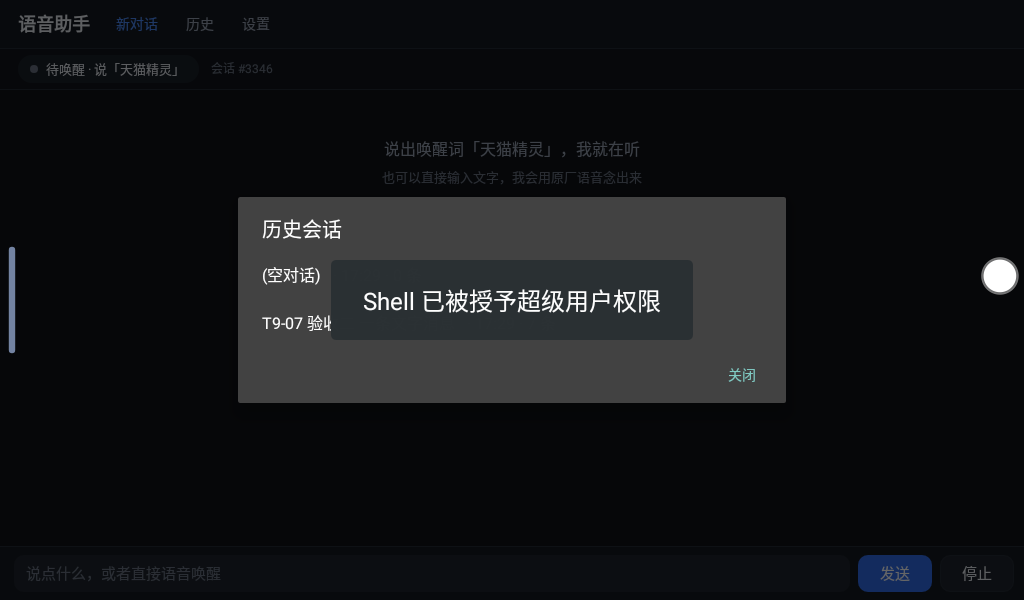 语音助手 新对话 历史 设置
待唤醒 · 说「天猫精灵」 会话 #3346
说出唤醒词「天猫精灵」，我就在听
也可以直接输入文字，我会用原厂语音念出来
历史会话
(空对话)
Shell 已被授予超级用户权限
T9-07 验收
关闭
说点什么，或者直接语音唤醒 发送 停止